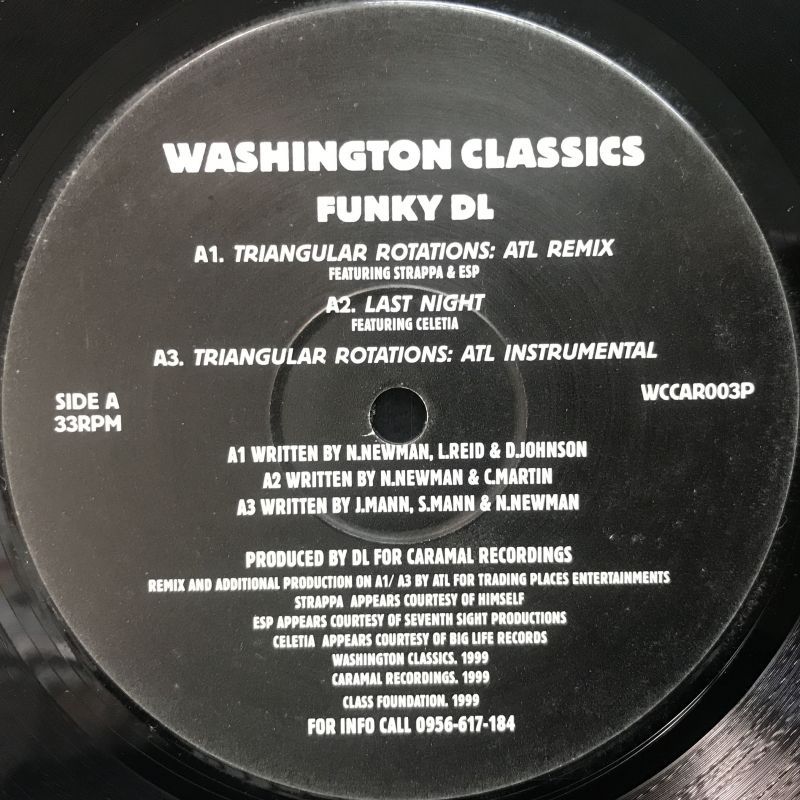 WASHINGTON CLASSICS
FUNKY DL
A1. TRIANGULAR ROTATIONS: ATL REMIX
FEATURING STRAPPA & ESP
A2. LAST NIGHT
FEATURING CELETIA
A3. TRIANGULAR ROTATIONS: ATL INSTRUMENTAL
SIDE A
33RPM
WCCAR003P
A1 WRITTEN BY N.NEWMAN, L.REID & D.JOHNSON
A2 WRITTEN BY N.NEWMAN & C.MARTIN
A3 WRITTEN BY J.MANN, S.MANN & N.NEWMAN
PRODUCED BY DL FOR CARAMAL RECORDINGS
REMIX AND ADDITIONAL PRODUCTION ON A1/ A3 BY ATL FOR TRADING PLACES ENTERTAINMENTS
STRAPPA APPEARS COURTESY OF HIMSELF
ESP APPEARS COURTESY OF SEVENTH SIGHT PRODUCTIONS
CELETIA APPEARS COURTESY OF BIG LIFE RECORDS
WASHINGTON CLASSICS. 1999
CARAMAL RECORDINGS. 1999
CLASS FOUNDATION. 1999
FOR INFO CALL 0956-617-184